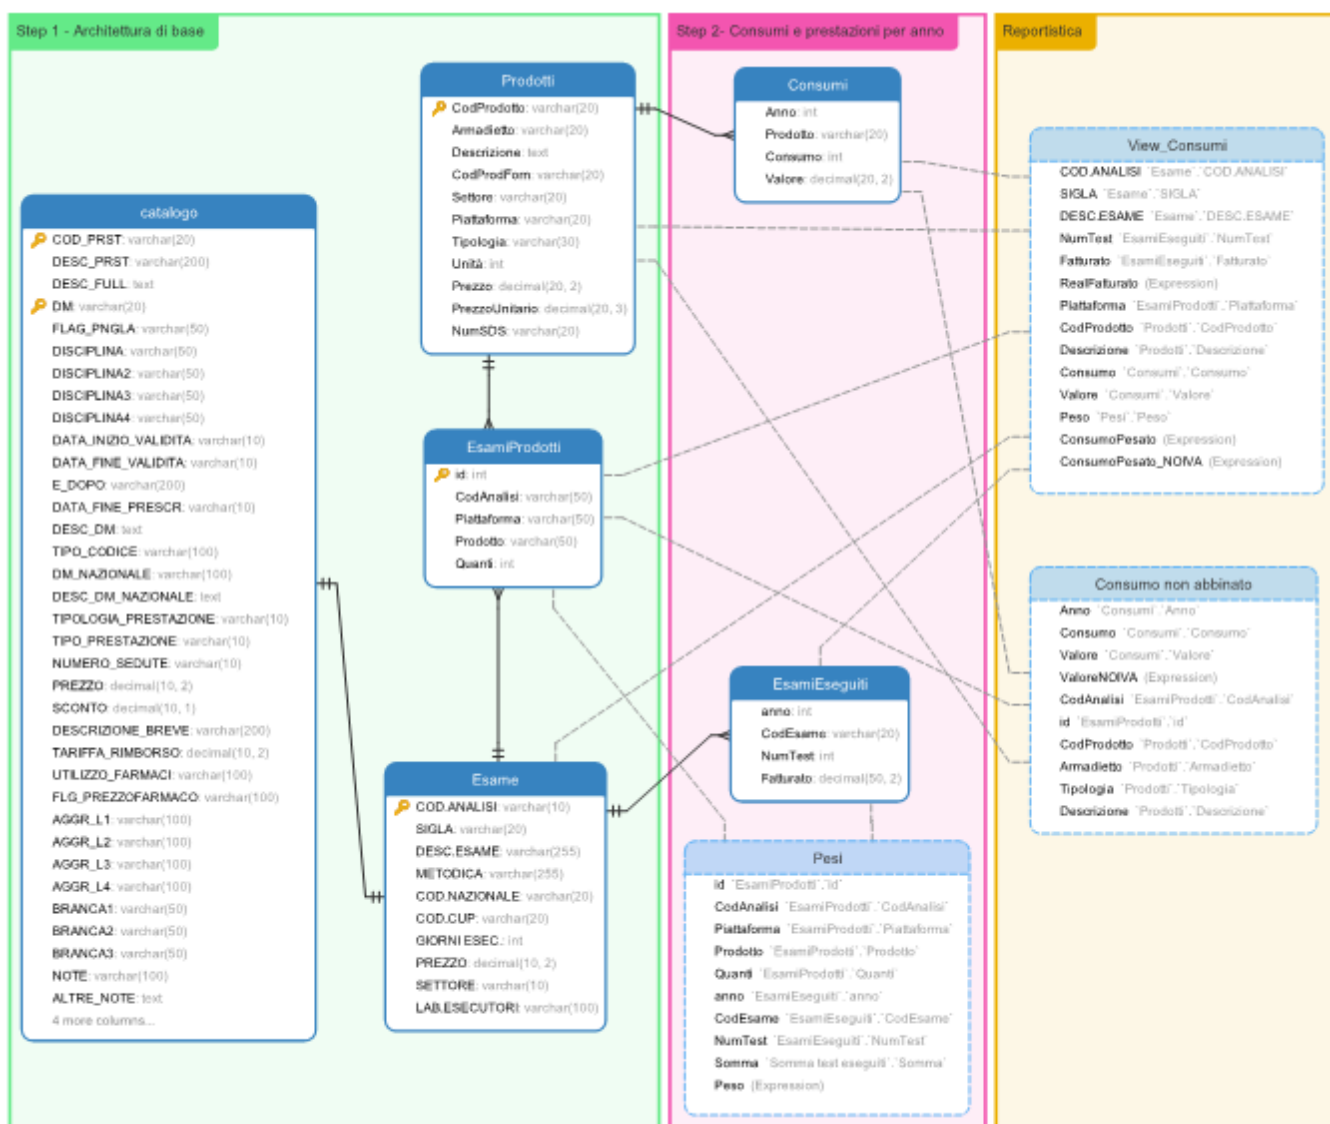 Step 1 - Architettura di base
catalogo
COD_PRST: varchar(20)
DESC_PRST: varchar(200)
DESC_FULL: text
DM: varchar(20)
FLAG_PNGLA: varchar(50)
DISCIPLINA: varchar(50)
DISCIPLINA2: varchar(50)
DISCIPLINA3: varchar(50)
DISCIPLINA4: varchar(50)
DATA_INIZIO_VALIDITA: varchar(10)
DATA_FINE_VALIDITA: varchar(10)
E_DOPO: varchar(200)
DATA_FINE_PRESCR: varchar(10)
DESC_DM: text
TIPO_CODICE: varchar(100)
DM_NAZIONALE: varchar(100)
DESC_DM_NAZIONALE: text
TIPOLOGIA_PRESTAZIONE: varchar(10)
TIPO_PRESTAZIONE: varchar(10)
NUMERO_SEDUTE: varchar(10)
PREZZO: decimal(10, 2)
SCONTO: decimal(10, 1)
DESCRIZIONE_BREVE: varchar(200)
TARIFFA_RIMBORSO: decimal(10, 2)
UTILIZZO_FARMACI: varchar(100)
FLG_PREZZOFARMACO: varchar(100)
AGGR_L1: varchar(100)
AGGR_L2: varchar(100)
AGGR_L3: varchar(100)
AGGR_L4: varchar(100)
BRANCA1: varchar(50)
BRANCA2: varchar(50)
BRANCA3: varchar(50)
NOTE: varchar(100)
ALTRE_NOTE: text
4 more columns...
Prodotti
CodProdotto: varchar(20)
Armadietto: varchar(20)
Descrizione: text
CodProdForn: varchar(20)
Settore: varchar(20)
Piattaforma: varchar(20)
Tipologia: varchar(30)
Unità: int
Prezzo: decimal(20, 2)
PrezzoUnitario: decimal(20, 3)
NumSDS: varchar(20)
EsamiProdotti
id: int
CodAnalisi: varchar(50)
Piattaforma: varchar(50)
Prodotto: varchar(50)
Quanti: int
Esame
COD.ANALISI: varchar(10)
SIGLA: varchar(20)
DESC.ESAME: varchar(255)
METODICA: varchar(255)
COD.NAZIONALE: varchar(20)
COD.CUP: varchar(20)
GIORNI ESEC.: int
PREZZO: decimal(10, 2)
SETTORE: varchar(10)
LAB.ESECUTORI: varchar(100)
Step 2- Consumi e prestazioni per anno
Consumi
Anno: int
Prodotto: varchar(20)
Consumo: int
Valore: decimal(20, 2)
EsamiEseguiti
anno: int
CodEsame: varchar(20)
NumTest: int
Fatturato: decimal(50, 2)
Pesi
id `EsamiProdotti`.`id`
CodAnalisi `EsamiProdotti`.`CodAnalisi`
Piattaforma `EsamiProdotti`.`Piattaforma`
Prodotto `EsamiProdotti`.`Prodotto`
Quanti `EsamiProdotti`.`Quanti`
anno `EsamiEseguiti`.`anno`
CodEsame `EsamiEseguiti`.`CodEsame`
NumTest `EsamiEseguiti`.`NumTest`
Somma `Somma test eseguiti`.`Somma`
Peso (Expression)
Reportistica
View_Consumi
COD.ANALISI `Esame`.`COD.ANALISI`
SIGLA `Esame`.`SIGLA`
DESC.ESAME `Esame`.`DESC.ESAME`
NumTest `EsamiEseguiti`.`NumTest`
Fatturato `EsamiEseguiti`.`Fatturato`
RealFatturato (Expression)
Piattaforma `EsamiProdotti`.`Piattaforma`
CodProdotto `Prodotti`.`CodProdotto`
Descrizione `Prodotti`.`Descrizione`
Consumo `Consumi`.`Consumo`
Valore `Consumi`.`Valore`
Peso `Pesi`.`Peso`
ConsumoPesato (Expression)
ConsumoPesato_NOIVA (Expression)
Consumo non abbinato
Anno `Consumi`.`Anno`
Consumo `Consumi`.`Consumo`
Valore `Consumi`.`Valore`
ValoreNOIVA (Expression)
CodAnalisi `EsamiProdotti`.`CodAnalisi`
id `EsamiProdotti`.`id`
CodProdotto `Prodotti`.`CodProdotto`
Armadietto `Prodotti`.`Armadietto`
Tipologia `Prodotti`.`Tipologia`
Descrizione `Prodotti`.`Descrizione`